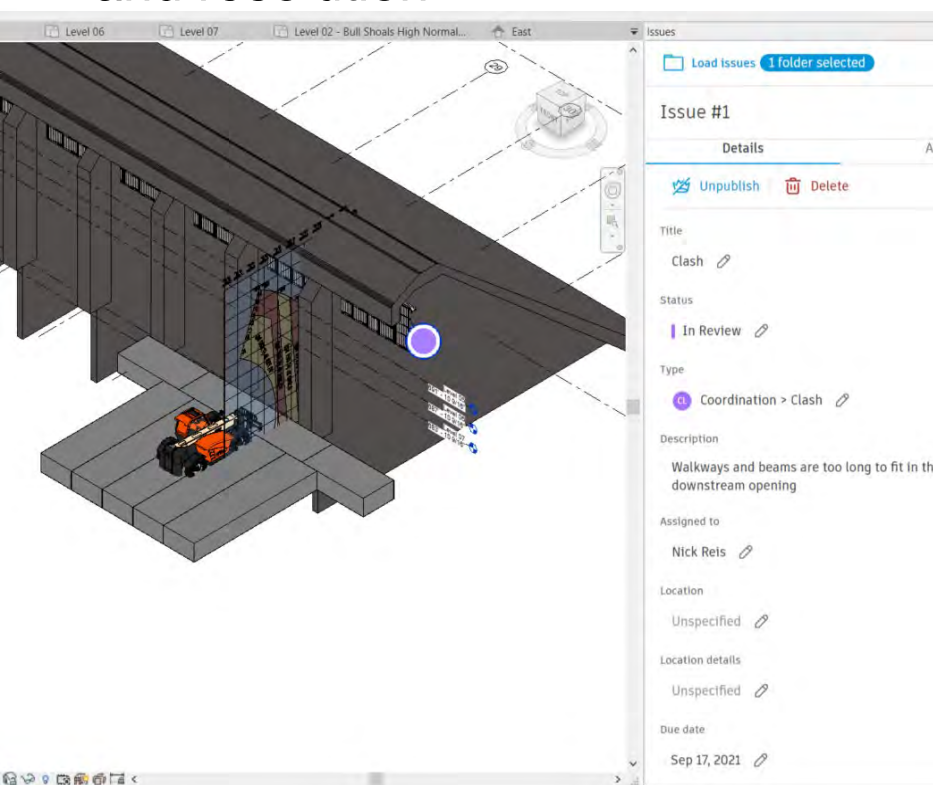 Level 06
Level 07
Level 02 - Bull Shoals High Normal...
East
Issues
Load issues
1 folder selected
Issue #1
Details
A
Unpublish
Delete
Title
Clash
Status
In Review
Type
CL
Coordination > Clash
Description
Walkways and beams are too long to fit in th
downstream opening
Assigned to
Nick Reis
Location
Unspecified
Location details
Unspecified
Due date
Sep 17, 2021